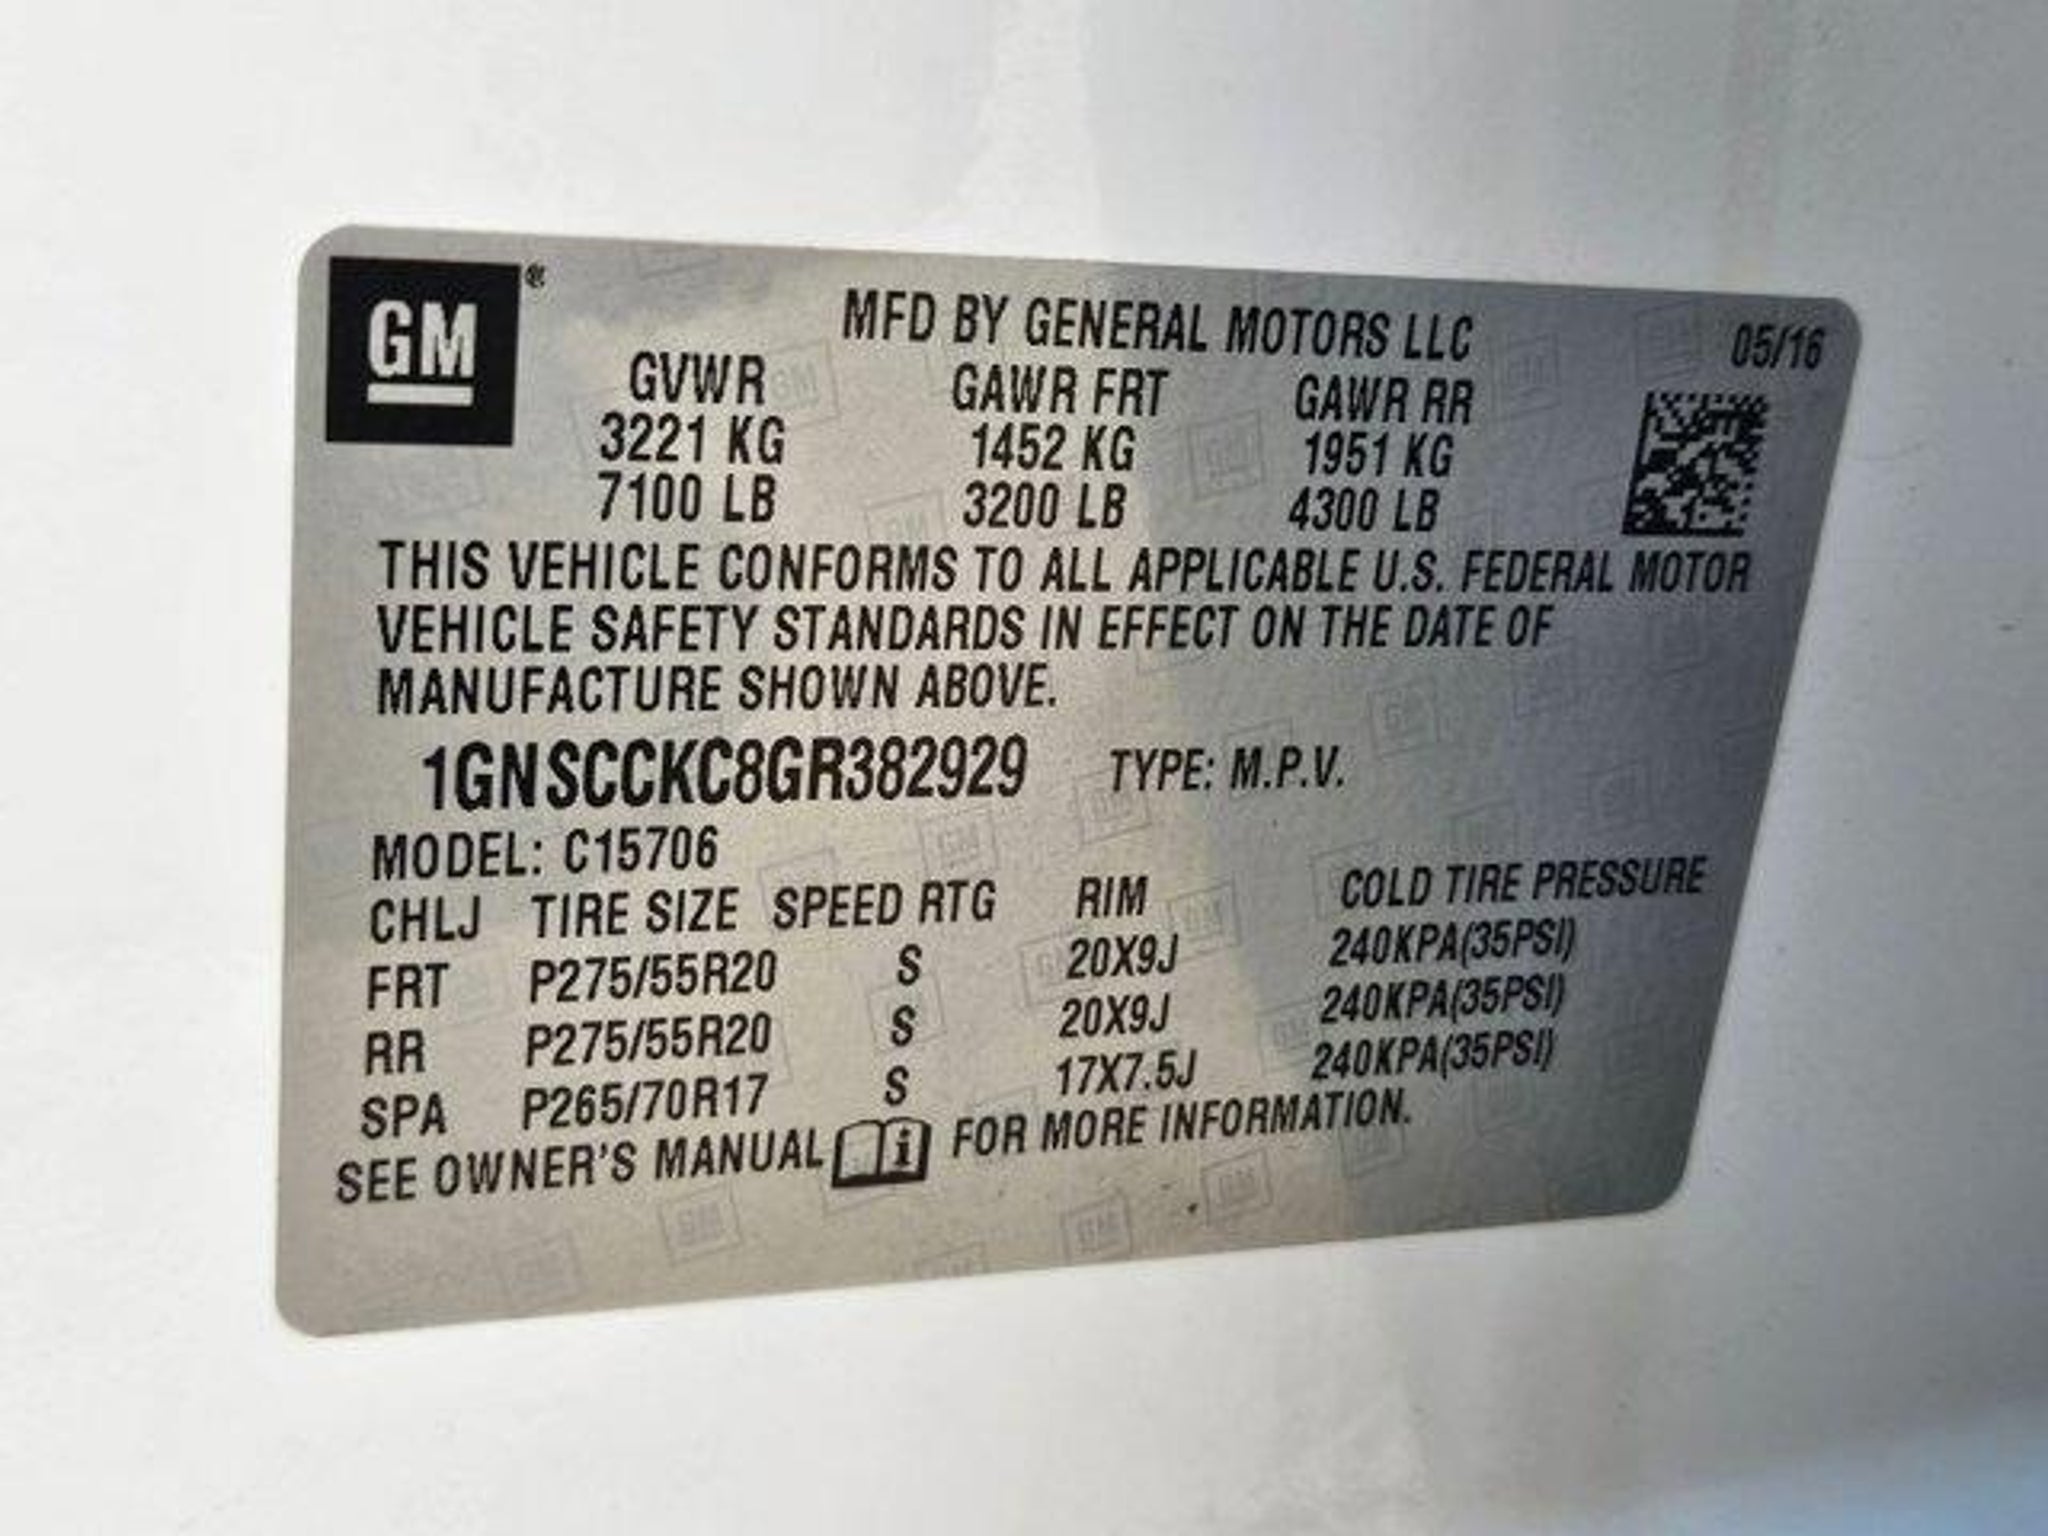 GM®
MFD BY GENERAL MOTORS LLC 05/16
GVWR GAWR FRT GAWR RR
3221 KG 1452 KG 1951 KG
7100 LB 3200 LB 4300 LB
THIS VEHICLE CONFORMS TO ALL APPLICABLE U.S. FEDERAL MOTOR
VEHICLE SAFETY STANDARDS IN EFFECT ON THE DATE OF
MANUFACTURE SHOWN ABOVE.
1GNSCCKC8GR382929 TYPE: M.P.V.
MODEL: C15706
CHLJ TIRE SIZE SPEED RTG RIM COLD TIRE PRESSURE
FRT P275/55R20 S 20X9J 240KPA(35PSI)
RR P275/55R20 S 20X9J 240KPA(35PSI)
SPA P265/70R17 S 17X7.5J 240KPA(35PSI)
SEE OWNER'S MANUAL i FOR MORE INFORMATION.